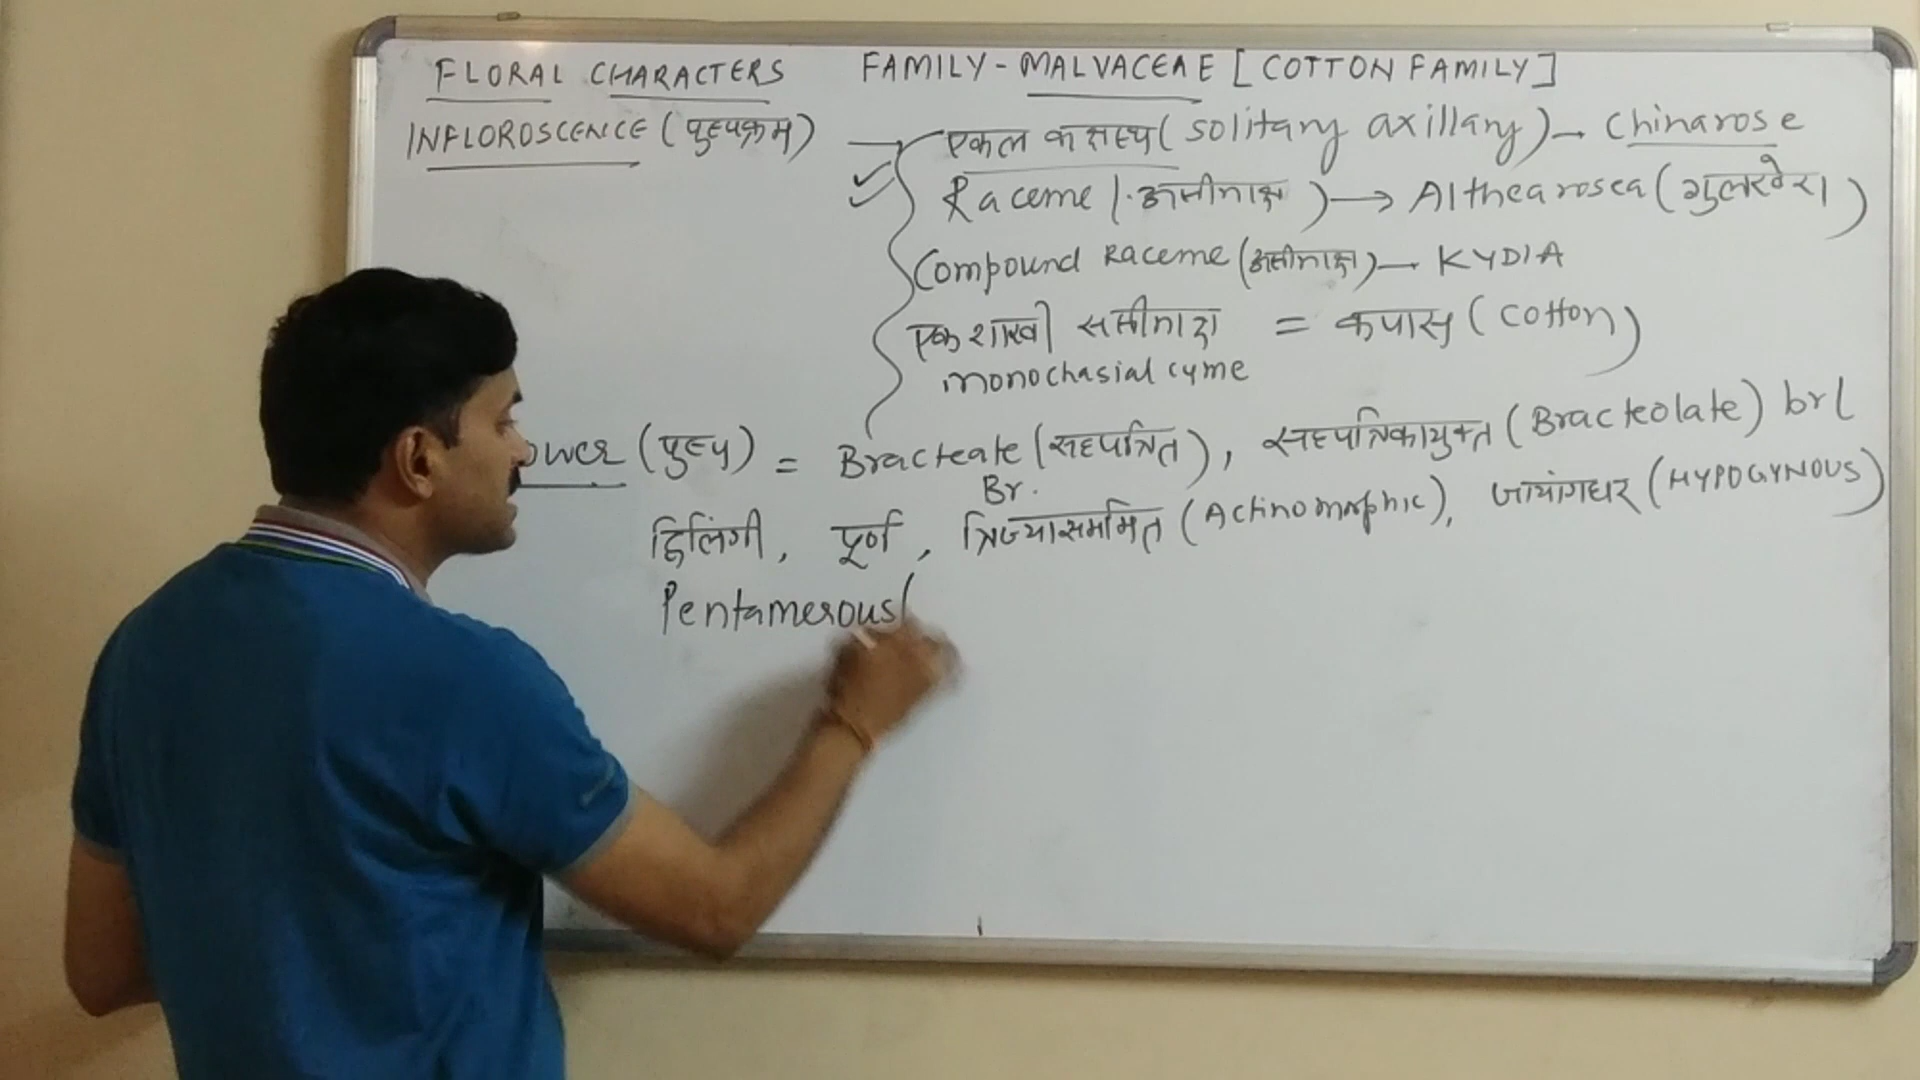 FLORAL CHARACTERS FAMILY - MALVACEAE [COTTON FAMILY]
INFLOROSCENCE (पुष्पक्रम) एकल कक्षस्थ (solitary axillary) - Chinarose
Raceme (असीमाक्ष) → Althearosea (गुलखेरा)
Compound Raceme (असीमाक्ष) - KYDIA
एक शाखी ससीमाक्ष = कपास (cotton)
monochasial cyme
ower (पुष्प) = Bracteate (सहपत्रित), सहपत्रिकायुक्त (Bracteolate) brl
Br.
द्विलिंगी, पूर्ण, त्रिज्यासममित (Actinomorphic), जायांगधर (HYPOGYNOUS)
Pentamerous(